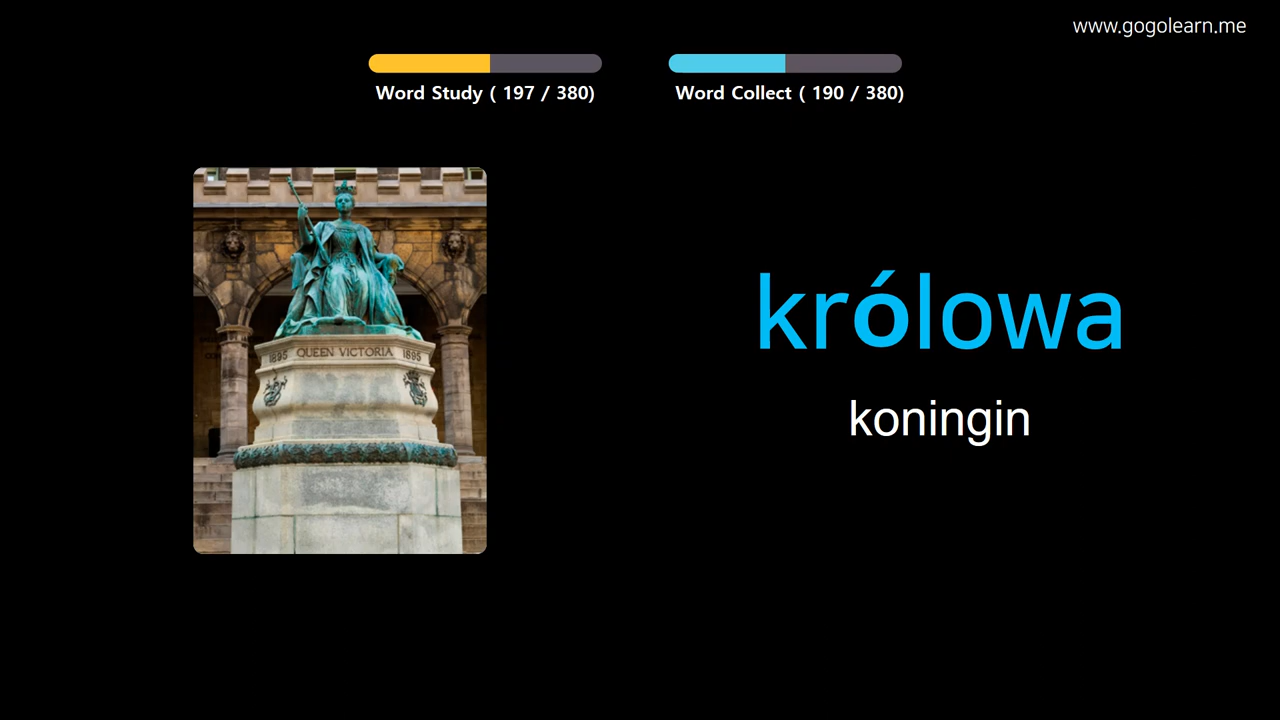 www.gogolearn.me
Word Study ( 197 / 380)
Word Collect ( 190 / 380)
1895 QUEEN VICTORIA 1895
królowa
koningin